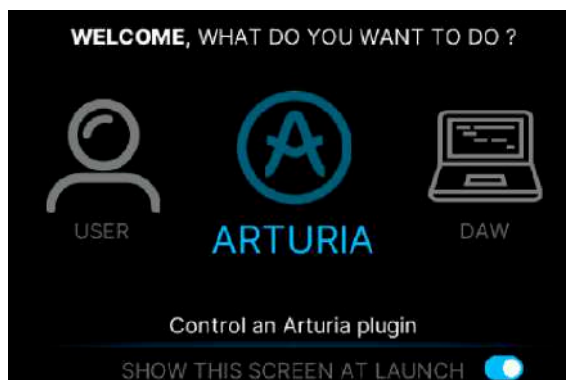 WELCOME, WHAT DO YOU WANT TO DO ?
USER
ARTURIA
DAW
Control an Arturia plugin
SHOW THIS SCREEN AT LAUNCH